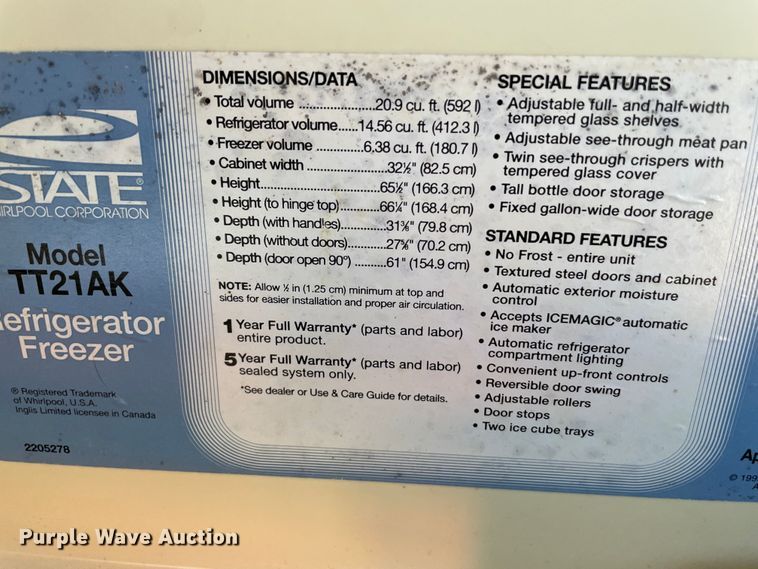 STATE
IRLPOOL CORPORATION
Model
TT21AK
efrigerator
Freezer
® Registered Trademark
of Whirlpool, U.S.A.
Inglis Limited licensee in Canada
2205278
DIMENSIONS/DATA
• Total volume ......................20.9 cu. ft. (592 l)
• Refrigerator volume......14.56 cu. ft. (412.3 l)
• Freezer volume ...............6.38 cu. ft. (180.7 l)
• Cabinet width .....................32½" (82.5 cm)
• Height..................................65½" (166.3 cm)
• Height (to hinge top)............66¼" (168.4 cm)
• Depth (with handles)............31⅜" (79.8 cm)
• Depth (without doors)..........27⅝" (70.2 cm)
• Depth (door open 90°) ..........61" (154.9 cm)
NOTE: Allow ½ in (1.25 cm) minimum at top and
sides for easier installation and proper air circulation.
1 Year Full Warranty* (parts and labor)
entire product.
5 Year Full Warranty* (parts and labor)
sealed system only.
*See dealer or Use & Care Guide for details.
SPECIAL FEATURES
• Adjustable full- and half-width
tempered glass shelves
• Adjustable see-through meat pan
• Twin see-through crispers with
tempered glass cover
• Tall bottle door storage
• Fixed gallon-wide door storage
STANDARD FEATURES
• No Frost - entire unit
• Textured steel doors and cabinet
• Automatic exterior moisture
control
• Accepts ICEMAGIC® automatic
ice maker
• Automatic refrigerator
compartment lighting
• Convenient up-front controls
• Reversible door swing
• Adjustable rollers
• Door stops
• Two ice cube trays
Ap
© 199
A
Purple Wave Auction